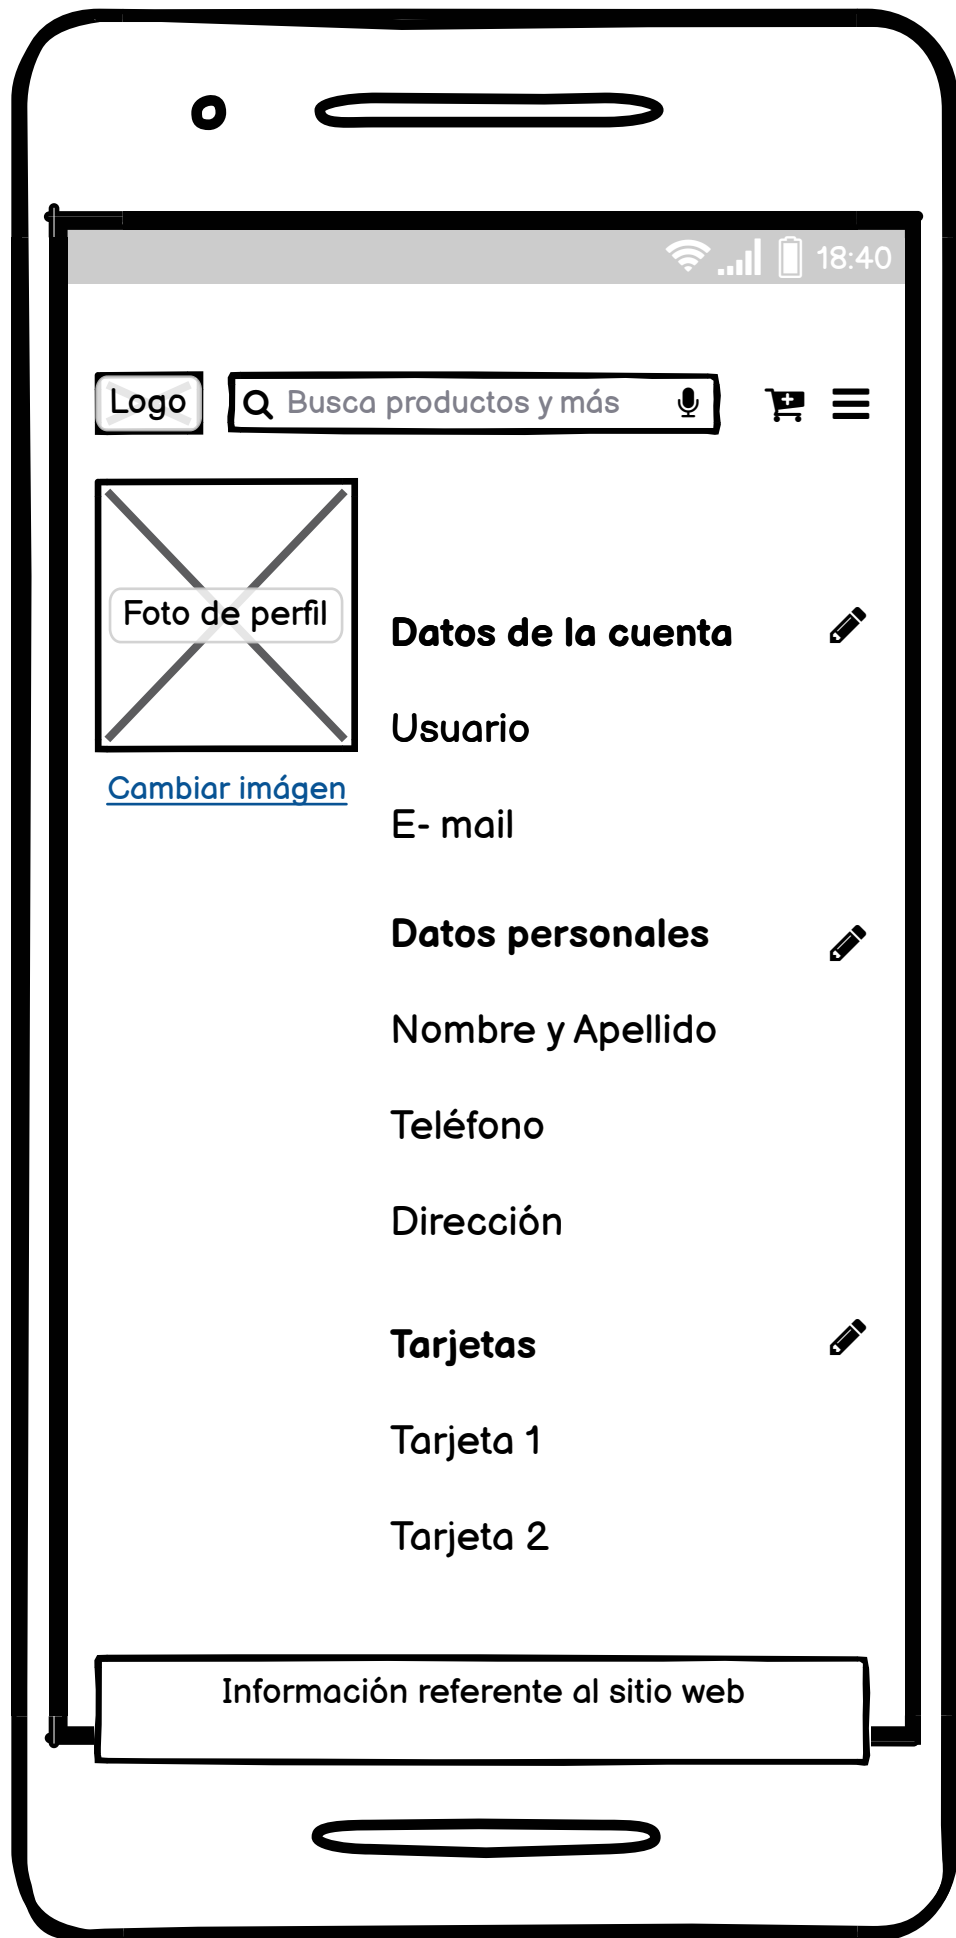 18:40
Logo
Busca productos y más
Foto de perfil
Cambiar imágen
Datos de la cuenta
Usuario
E- mail
Datos personales
Nombre y Apellido
Teléfono
Dirección
Tarjetas
Tarjeta 1
Tarjeta 2
Información referente al sitio web